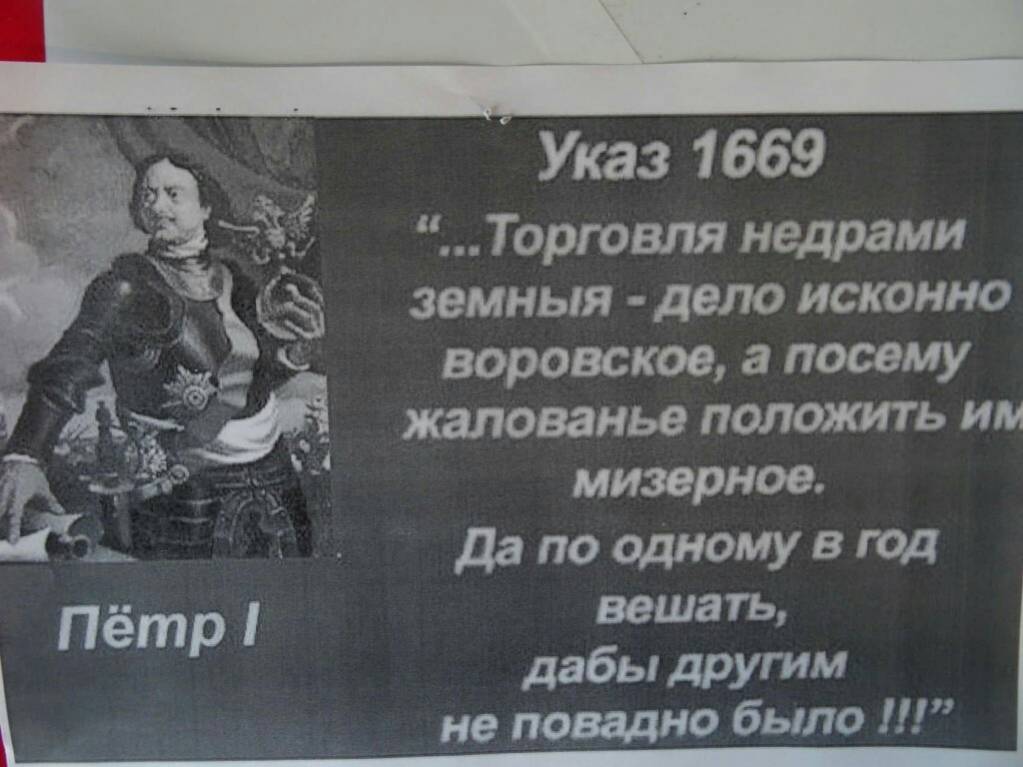 Указ 1669
“...Торговля недрами
земныя - дело исконно
воровское, а посему
жалованье положить им
мизерное.
Да по одному в год
вешать,
дабы другим
не повадно было !!!”
Пётр I